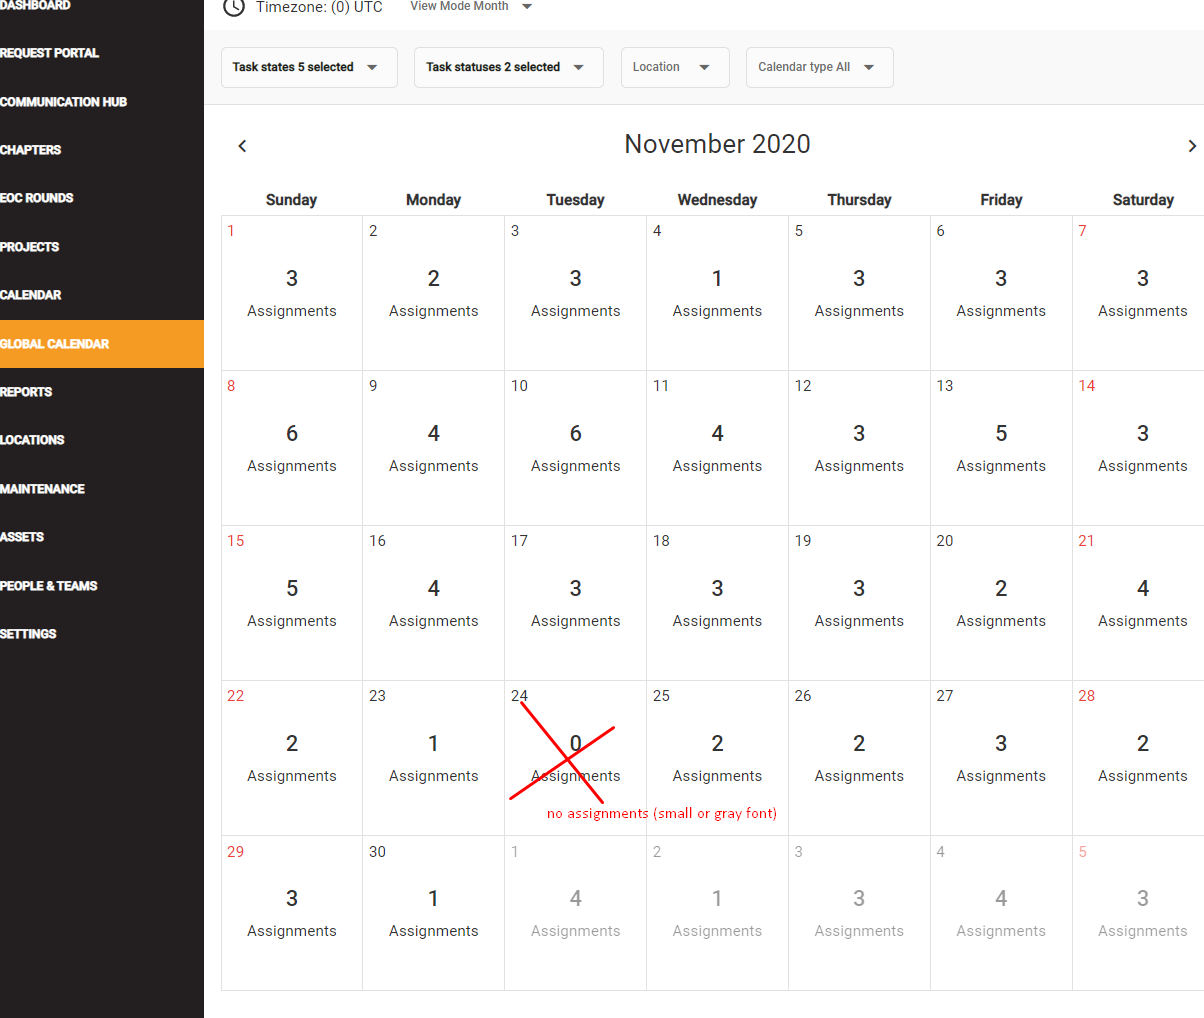 DASHBOARD
REQUEST PORTAL
COMMUNICATION HUB
CHAPTERS
EOC ROUNDS
PROJECTS
CALENDAR
GLOBAL CALENDAR
REPORTS
LOCATIONS
MAINTENANCE
ASSETS
PEOPLE & TEAMS
SETTINGS
Timezone: (0) UTC View Mode Month
Task states 5 selected Task statuses 2 selected Location Calendar type All
November 2020
Sunday Monday Tuesday Wednesday Thursday Friday Saturday
1 2 3 4 5 6 7
3 2 3 1 3 3 3
Assignments Assignments Assignments Assignments Assignments Assignments Assignments
8 9 10 11 12 13 14
6 4 6 4 3 5 3
Assignments Assignments Assignments Assignments Assignments Assignments Assignments
15 16 17 18 19 20 21
5 4 3 3 3 2 4
Assignments Assignments Assignments Assignments Assignments Assignments Assignments
22 23 24 25 26 27 28
2 1 0 2 2 3 2
Assignments Assignments Assignments Assignments Assignments Assignments Assignments
no assignments (small or gray font)
29 30 1 2 3 4 5
3 1 4 1 3 4 3
Assignments Assignments Assignments Assignments Assignments Assignments Assignments